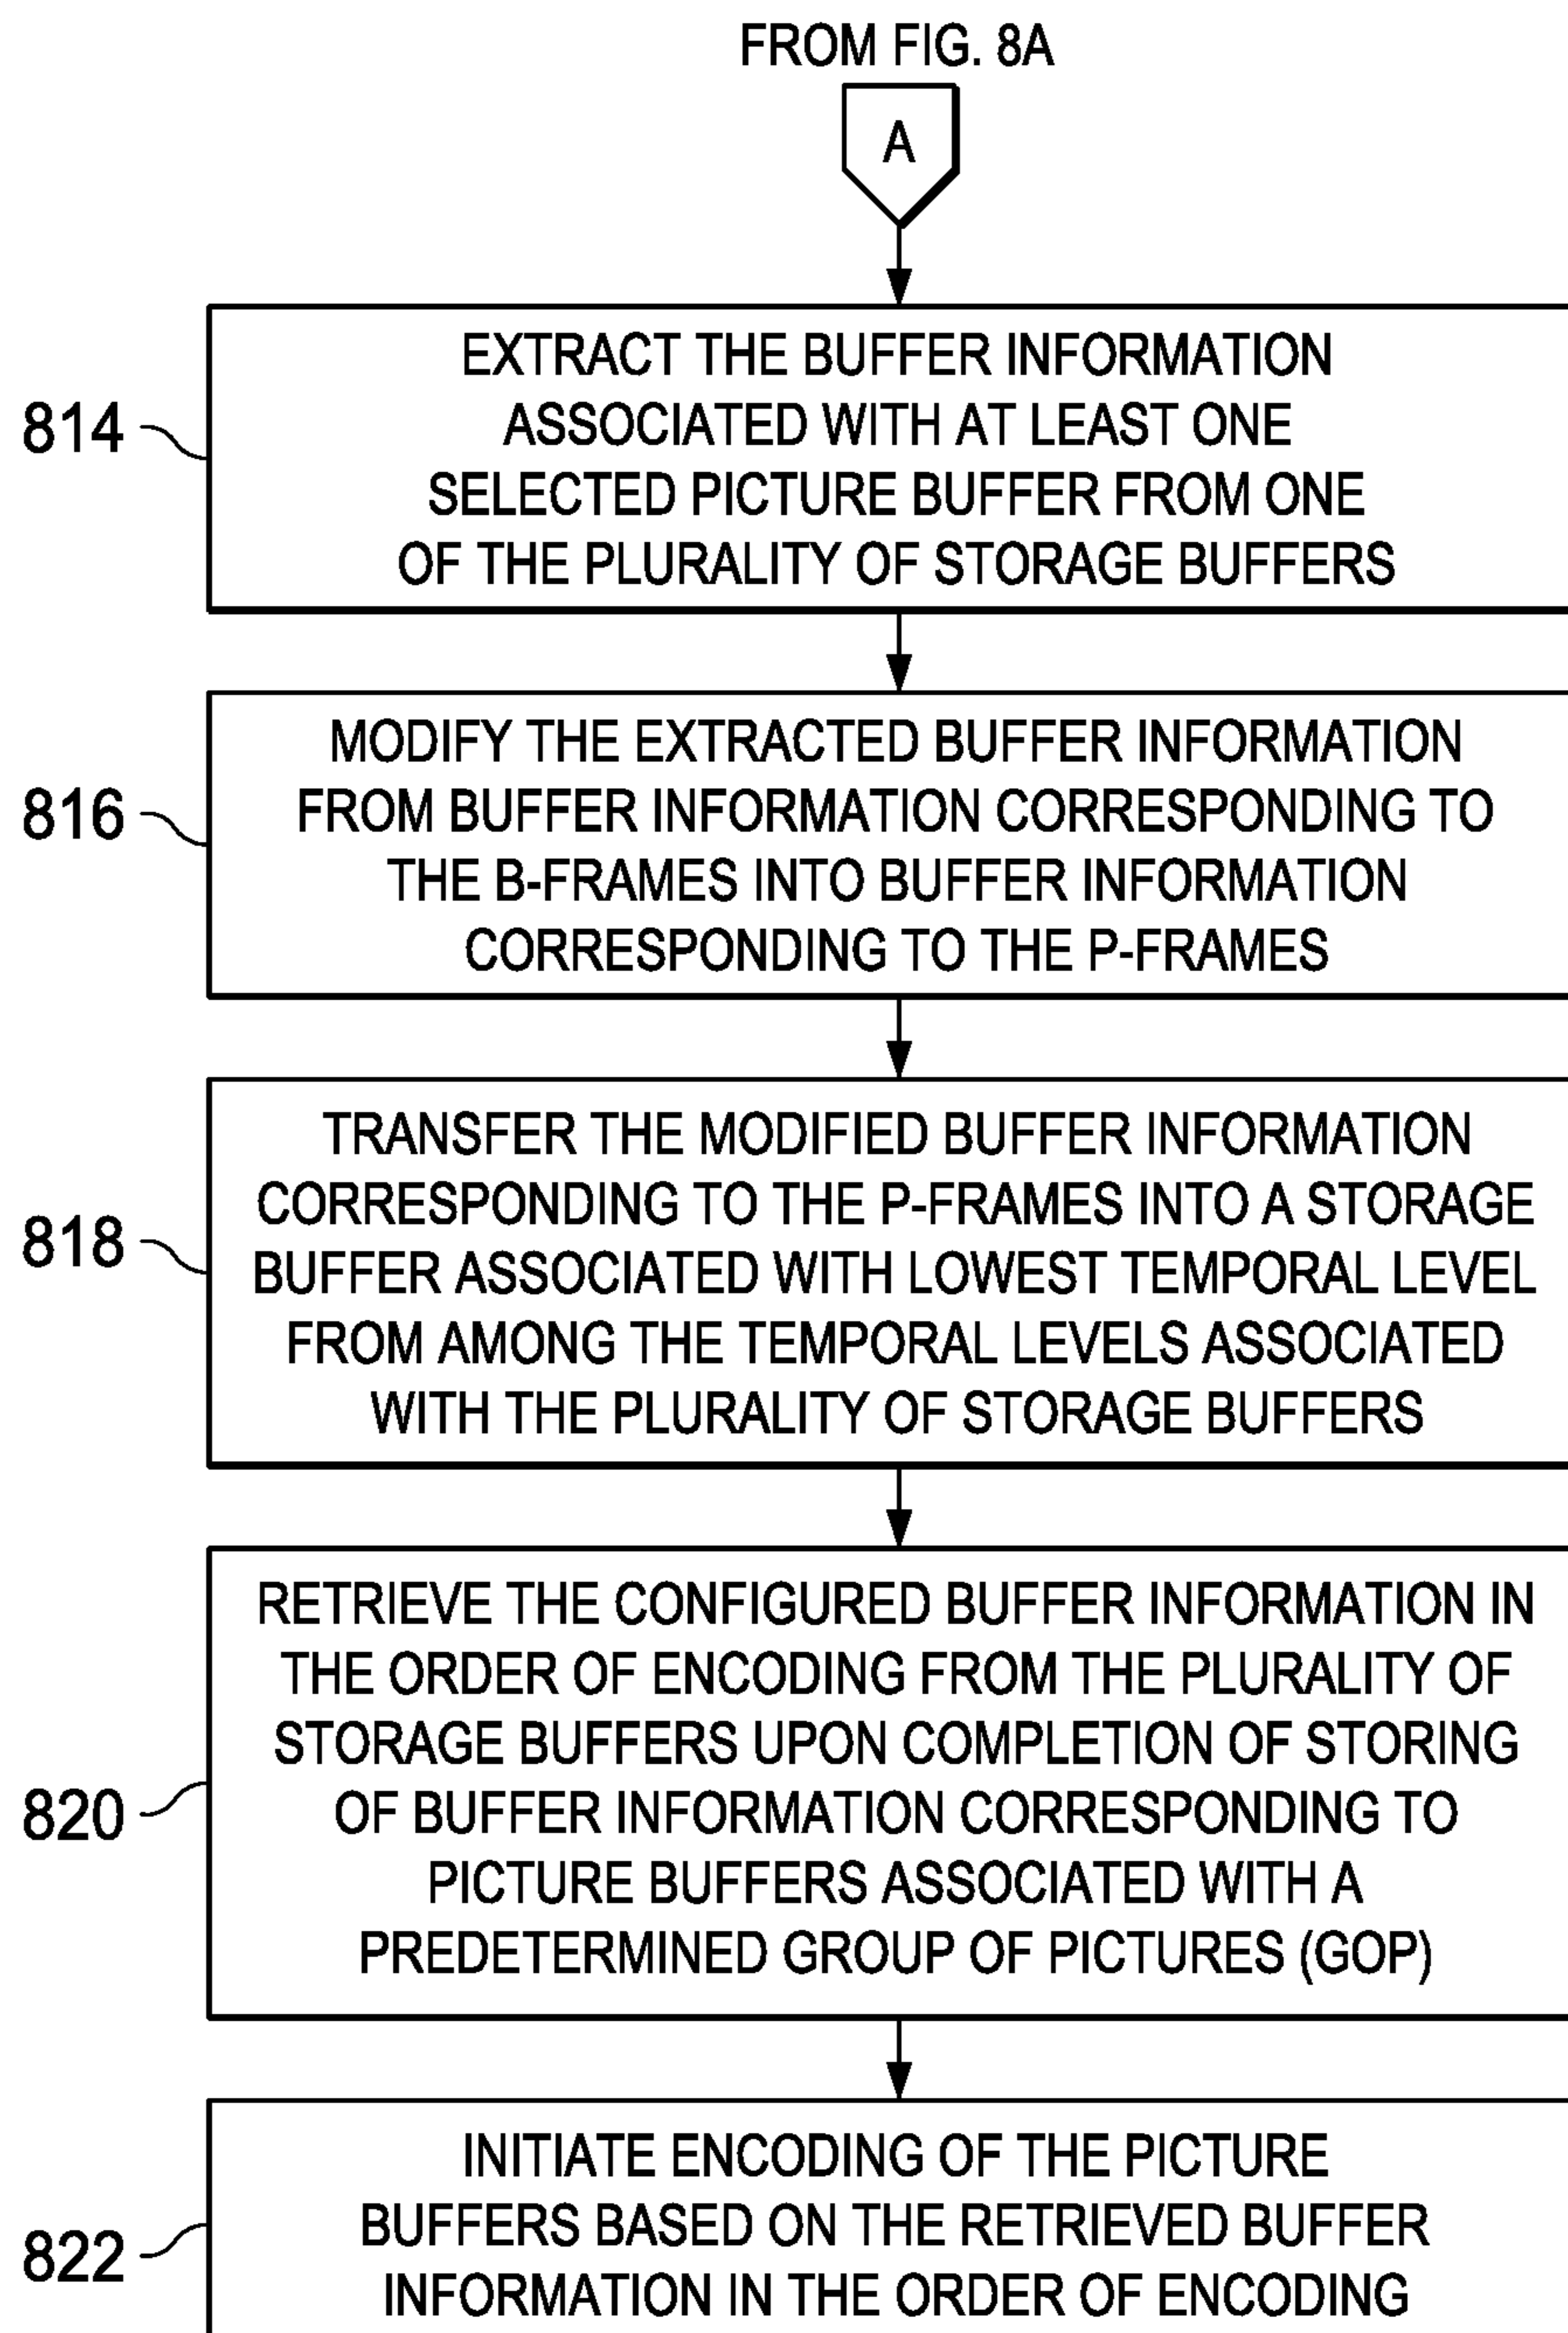 FROM FIG. 8A
A
814
EXTRACT THE BUFFER INFORMATION
ASSOCIATED WITH AT LEAST ONE
SELECTED PICTURE BUFFER FROM ONE
OF THE PLURALITY OF STORAGE BUFFERS
816
MODIFY THE EXTRACTED BUFFER INFORMATION
FROM BUFFER INFORMATION CORRESPONDING TO
THE B-FRAMES INTO BUFFER INFORMATION
CORRESPONDING TO THE P-FRAMES
818
TRANSFER THE MODIFIED BUFFER INFORMATION
CORRESPONDING TO THE P-FRAMES INTO A STORAGE
BUFFER ASSOCIATED WITH LOWEST TEMPORAL LEVEL
FROM AMONG THE TEMPORAL LEVELS ASSOCIATED
WITH THE PLURALITY OF STORAGE BUFFERS
820
RETRIEVE THE CONFIGURED BUFFER INFORMATION IN
THE ORDER OF ENCODING FROM THE PLURALITY OF
STORAGE BUFFERS UPON COMPLETION OF STORING
OF BUFFER INFORMATION CORRESPONDING TO
PICTURE BUFFERS ASSOCIATED WITH A
PREDETERMINED GROUP OF PICTURES (GOP)
822
INITIATE ENCODING OF THE PICTURE
BUFFERS BASED ON THE RETRIEVED BUFFER
INFORMATION IN THE ORDER OF ENCODING